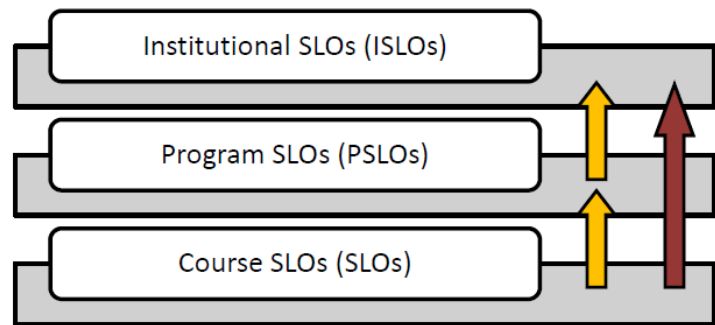 Institutional SLOs (ISLOs)
Program SLOs (PSLOs)
Course SLOs (SLOs)